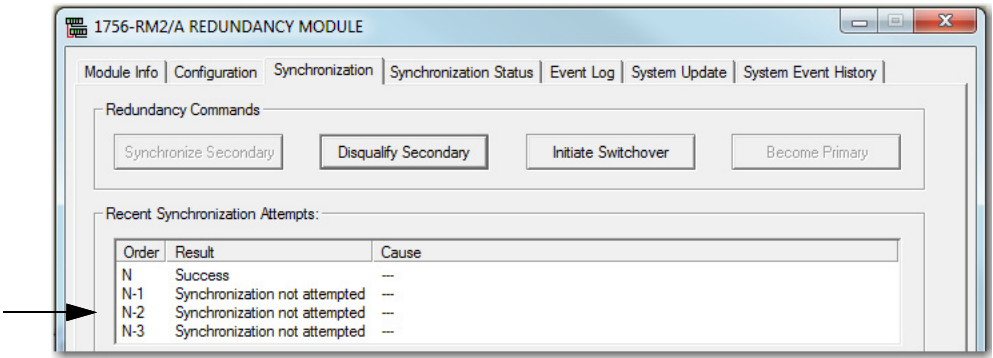 1756-RM2/A REDUNDANCY MODULE
Module Info Configuration Synchronization Synchronization Status Event Log System Update System Event History
Redundancy Commands
Synchronize Secondary Disqualify Secondary Initiate Switchover Become Primary
Recent Synchronization Attempts:
Order Result Cause
N Success ---
N-1 Synchronization not attempted ---
N-2 Synchronization not attempted ---
N-3 Synchronization not attempted ---